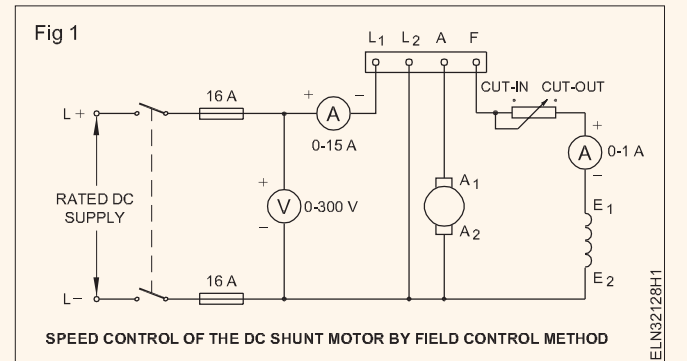 Fig 1
L1 L2 A F
CUT-IN CUT-OUT
16 A
L +
+ A −
0-15 A
+
A 0-1 A
−
RATED DC
SUPPLY
+
V 0-300 V
−
A1
A2
E1
E2
16 A
L−
SPEED CONTROL OF THE DC SHUNT MOTOR BY FIELD CONTROL METHOD
ELN32128H1